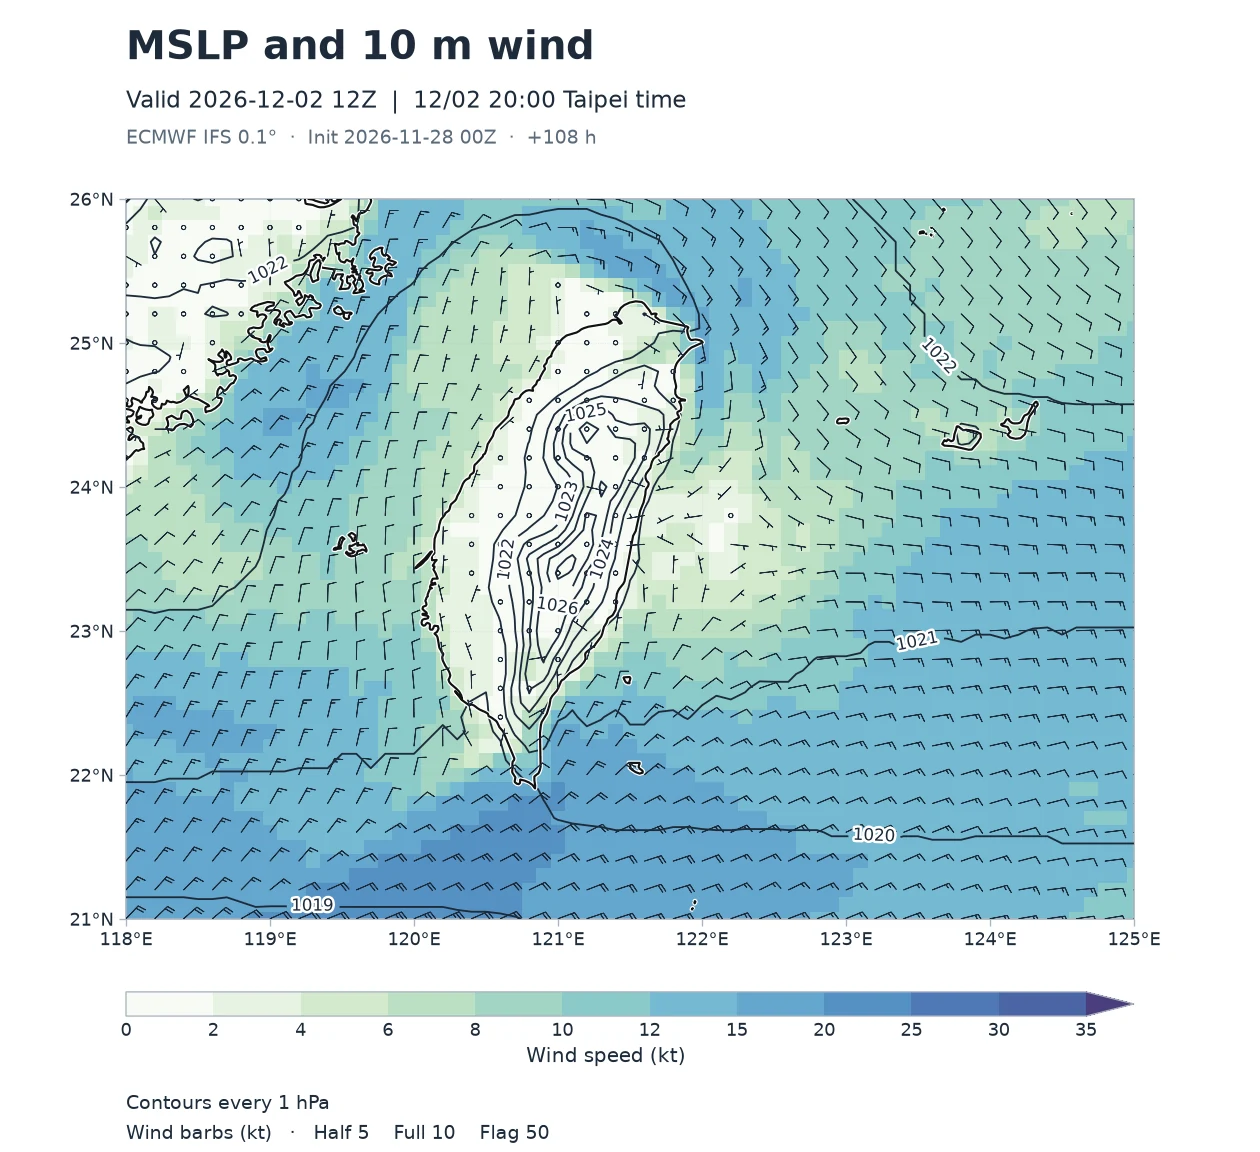 MSLP and 10 m wind
Valid 2026-12-02 12Z | 12/02 20:00 Taipei time
ECMWF IFS 0.1° · Init 2026-11-28 00Z · +108 h
26°N
25°N
24°N
23°N
22°N
21°N
1022
1022
1025
1023
1022
1024
1026
1021
1020
1019
118°E 119°E 120°E 121°E 122°E 123°E 124°E 125°E
0 2 4 6 8 10 12 15 20 25 30 35
Wind speed (kt)
Contours every 1 hPa
Wind barbs (kt) · Half 5 Full 10 Flag 50